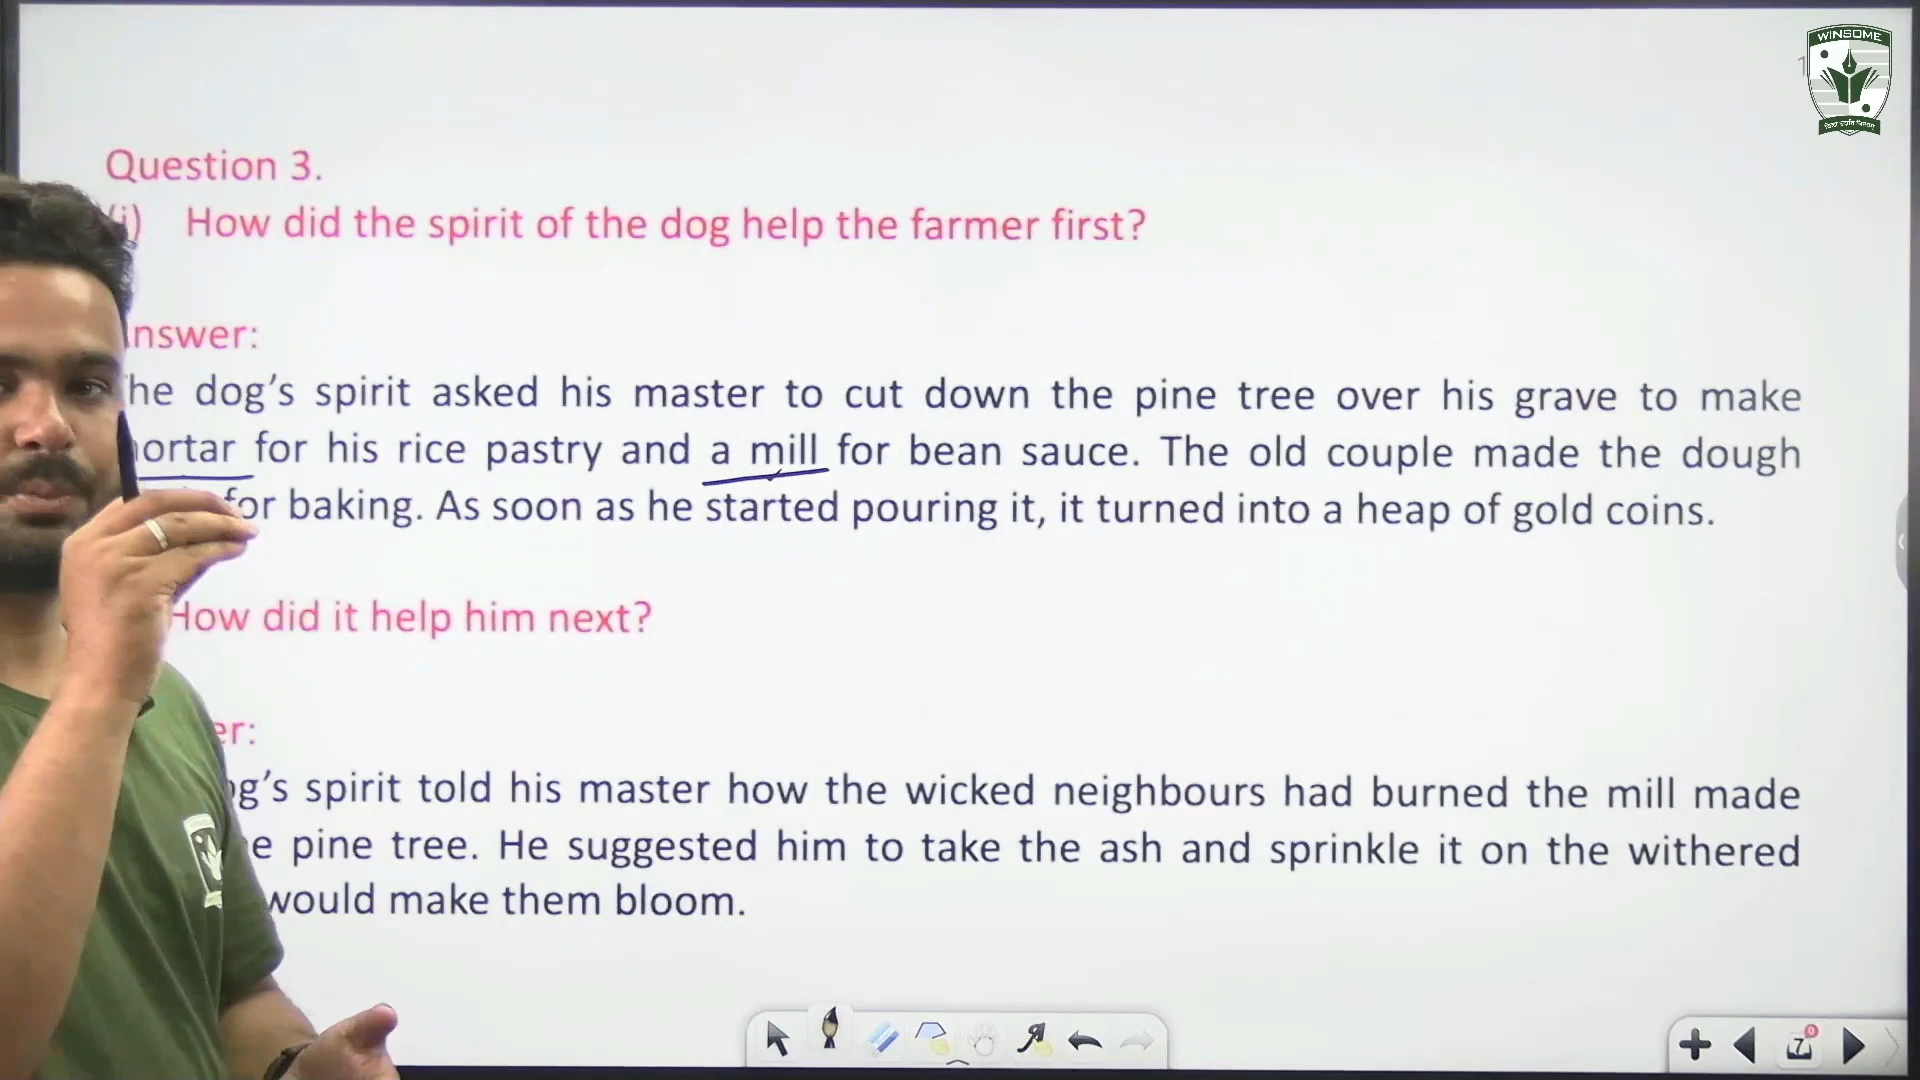 WINSOME
Question 3.
(i) How did the spirit of the dog help the farmer first?
nswer:
he dog's spirit asked his master to cut down the pine tree over his grave to make
ortar for his rice pastry and a mill for bean sauce. The old couple made the dough
for baking. As soon as he started pouring it, it turned into a heap of gold coins.
How did it help him next?
er:
g's spirit told his master how the wicked neighbours had burned the mill made
e pine tree. He suggested him to take the ash and sprinkle it on the withered
would make them bloom.
7
0